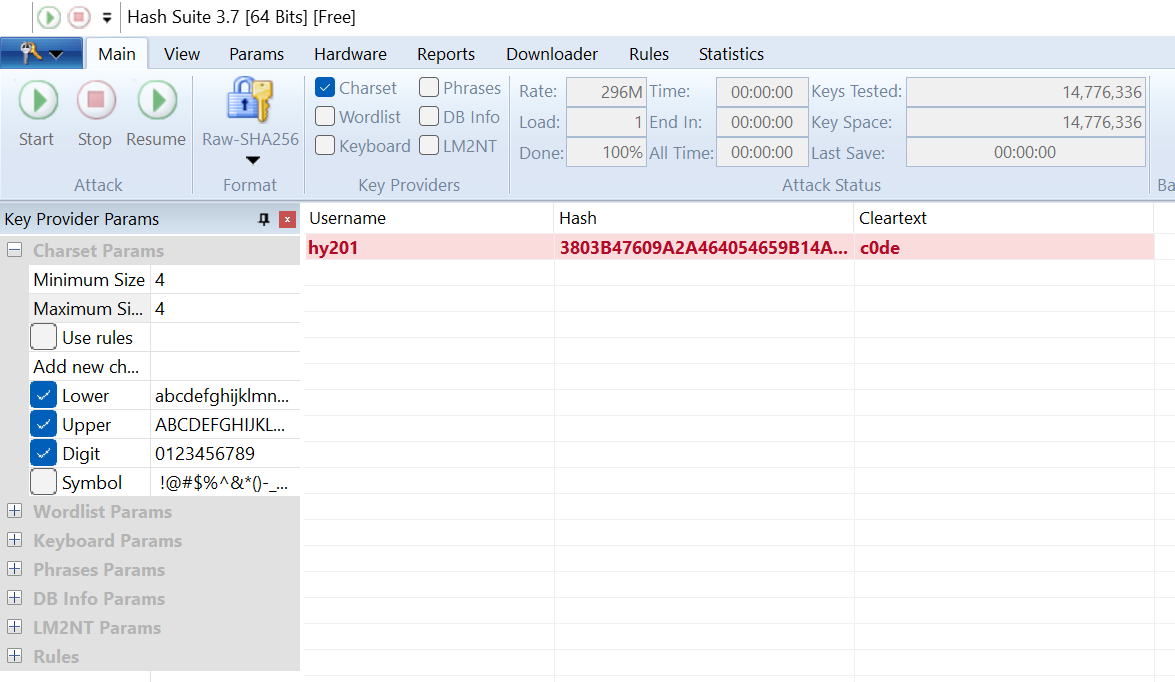 Hash Suite 3.7 [64 Bits] [Free]
Main View Params Hardware Reports Downloader Rules Statistics
Start Stop Resume
Attack
Raw-SHA256
Format
Charset Phrases
Wordlist DB Info
Keyboard LM2NT
Key Providers
Rate: 296M Time: 00:00:00 Keys Tested: 14,776,336
Load: 1 End In: 00:00:00 Key Space: 14,776,336
Done: 100% All Time: 00:00:00 Last Save: 00:00:00
Attack Status
Ba
Key Provider Params
Charset Params
Minimum Size 4
Maximum Si... 4
Use rules
Add new ch...
Lower abcdefghijklmn...
Upper ABCDEFGHIJKL...
Digit 0123456789
Symbol !@#$%^&*()-_...
Wordlist Params
Keyboard Params
Phrases Params
DB Info Params
LM2NT Params
Rules
Username Hash Cleartext
hy201 3803B47609A2A464054659B14A... c0de